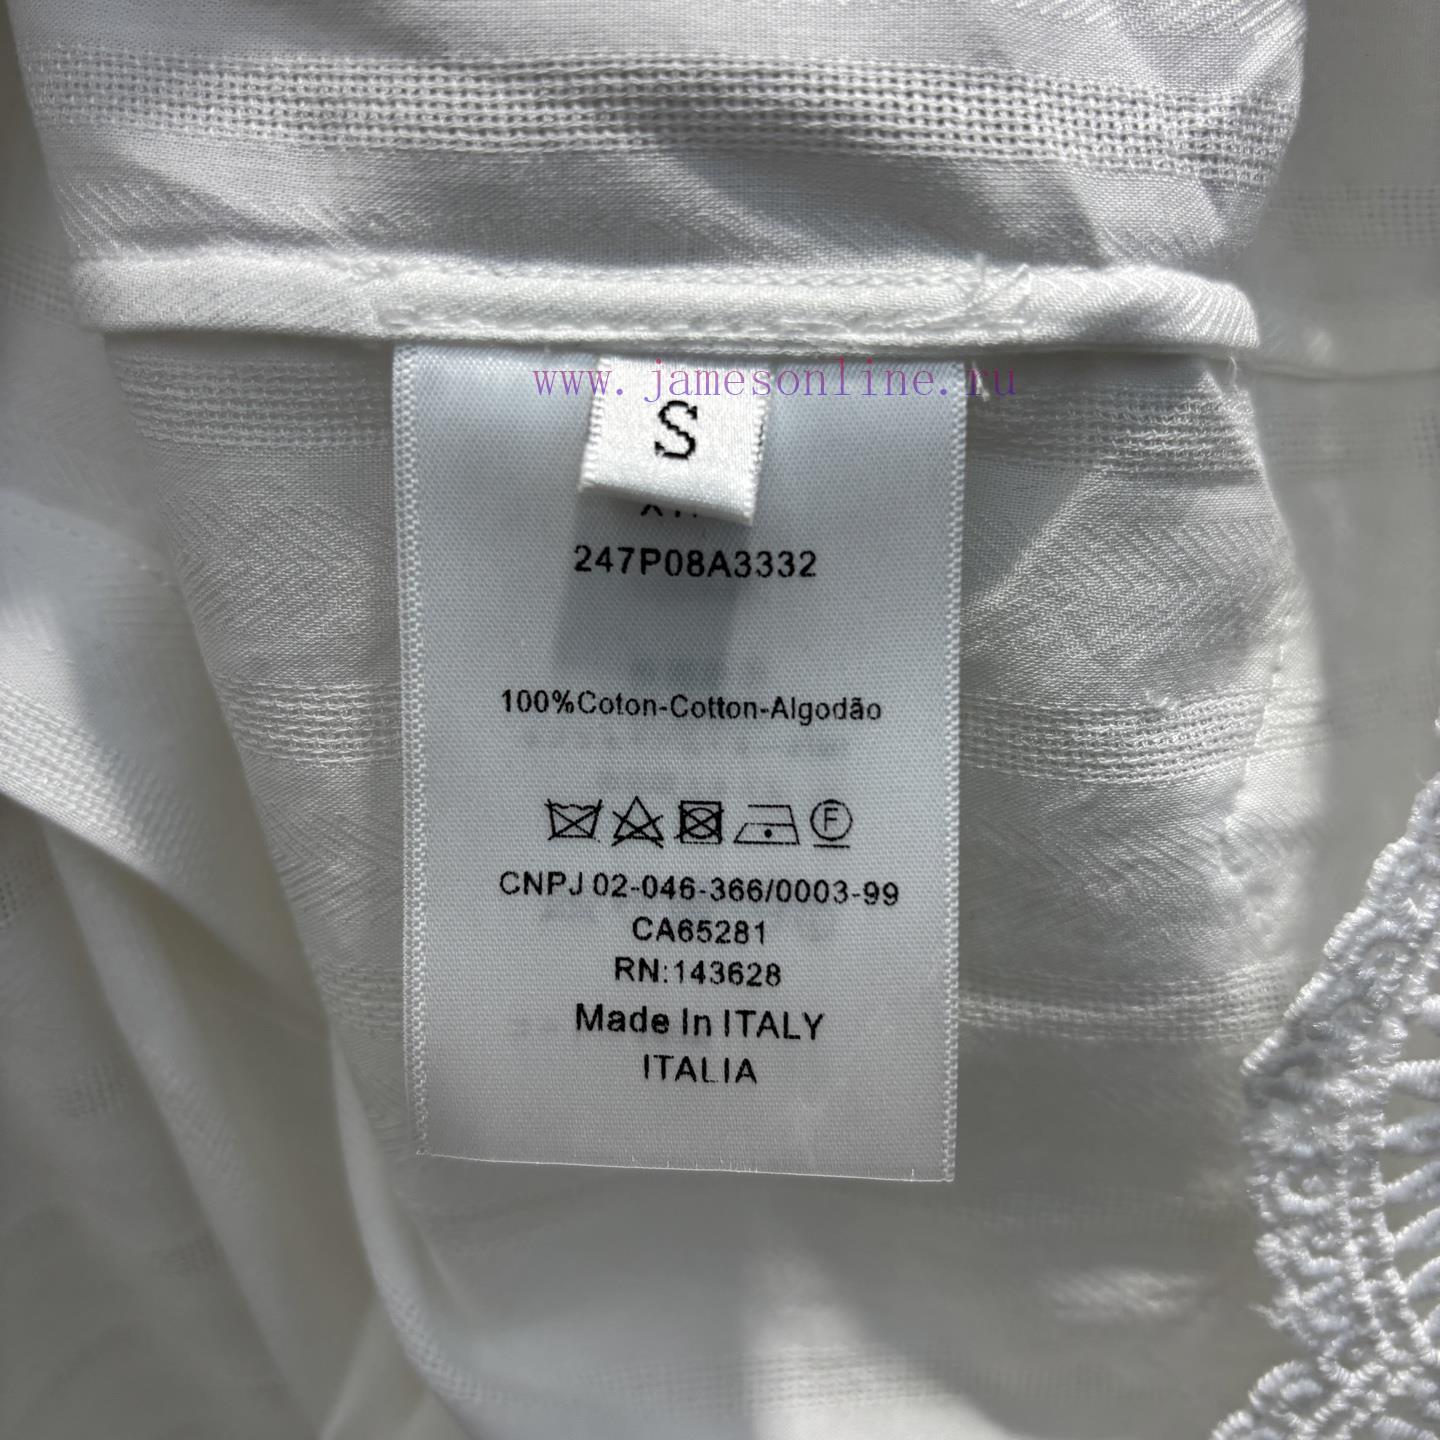 www.jamesonline.ru
S
247P08A3332
100%Coton-Cotton-Algodão
F
CNPJ 02-046-366/0003-99
CA65281
RN:143628
Made In ITALY
ITALIA